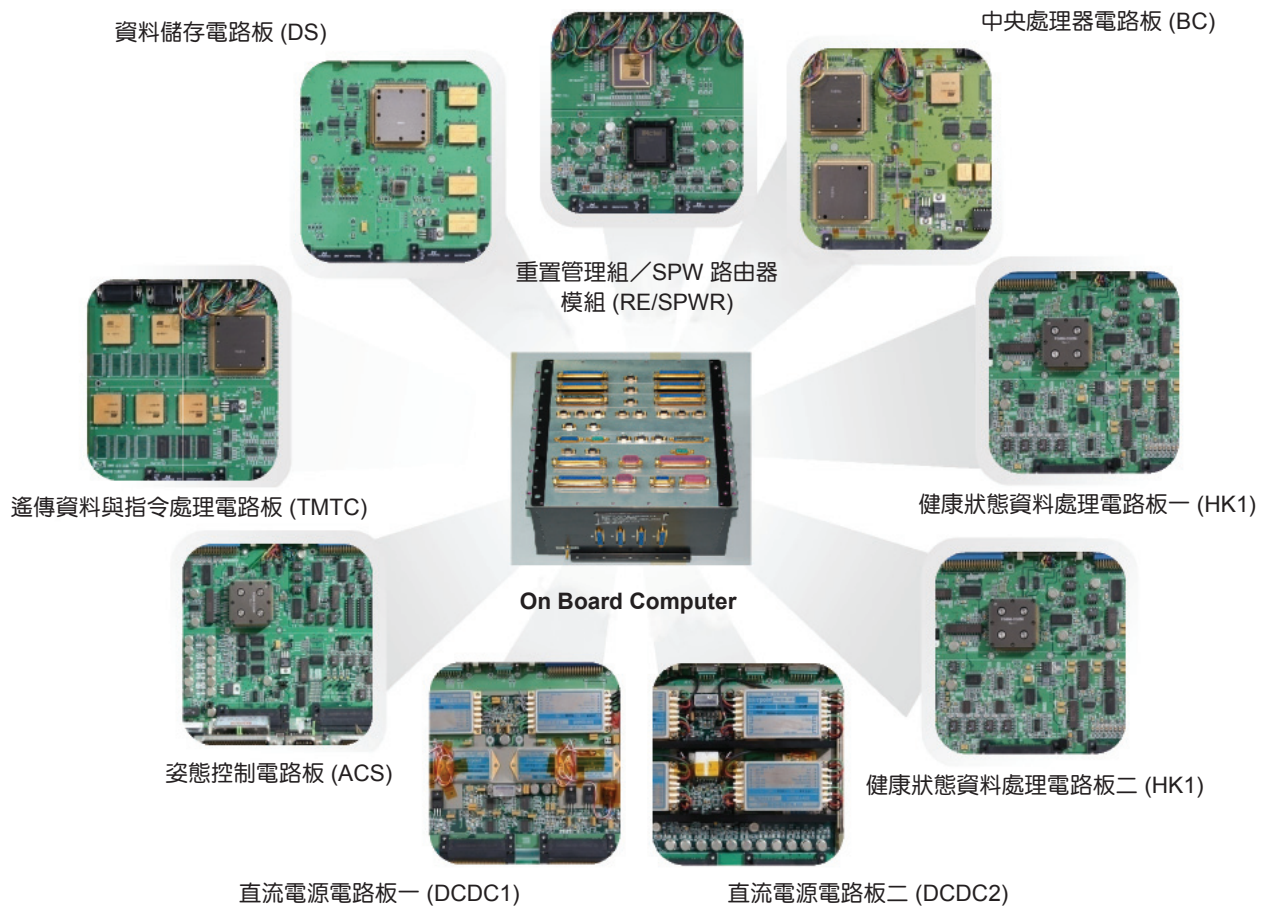 資料儲存電路板 (DS)
中央處理器電路板 (BC)
重置管理組／SPW 路由器
模組 (RE/SPWR)
遙傳資料與指令處理電路板 (TMTC)
健康狀態資料處理電路板一 (HK1)
On Board Computer
姿態控制電路板 (ACS)
健康狀態資料處理電路板二 (HK1)
直流電源電路板一 (DCDC1)
直流電源電路板二 (DCDC2)